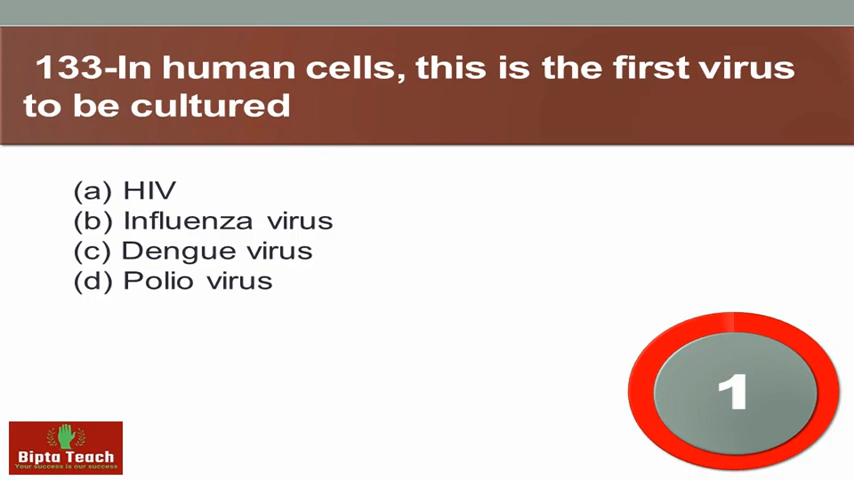 133-In human cells, this is the first virus
to be cultured
(a) HIV
(b) Influenza virus
(c) Dengue virus
(d) Polio virus
1
Bipta Teach
Your success is our success